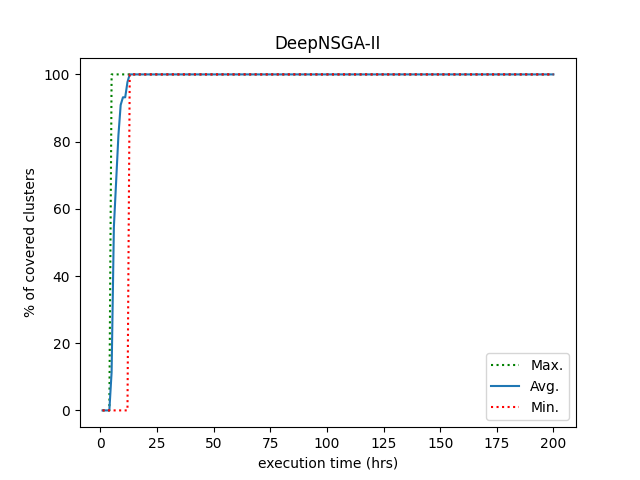 DeepNSGA-II
100
80
60
40
20
0
% of covered clusters
Max.
Avg.
Min.
0 25 50 75 100 125 150 175 200
execution time (hrs)